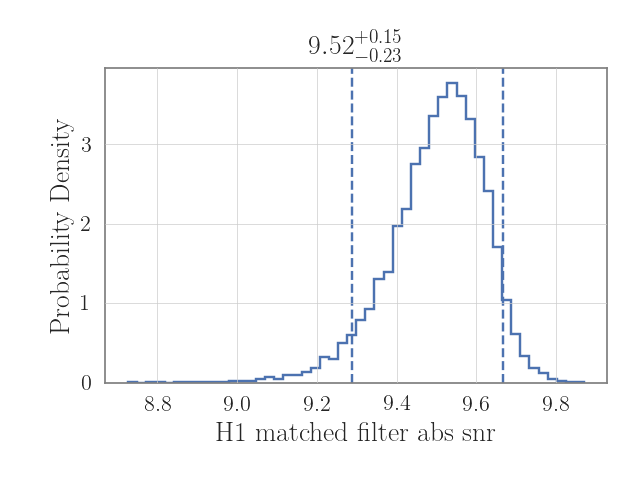 9.52+0.15
−0.23
Probability Density
3
2
1
0
8.8 9.0 9.2 9.4 9.6 9.8
H1 matched filter abs snr